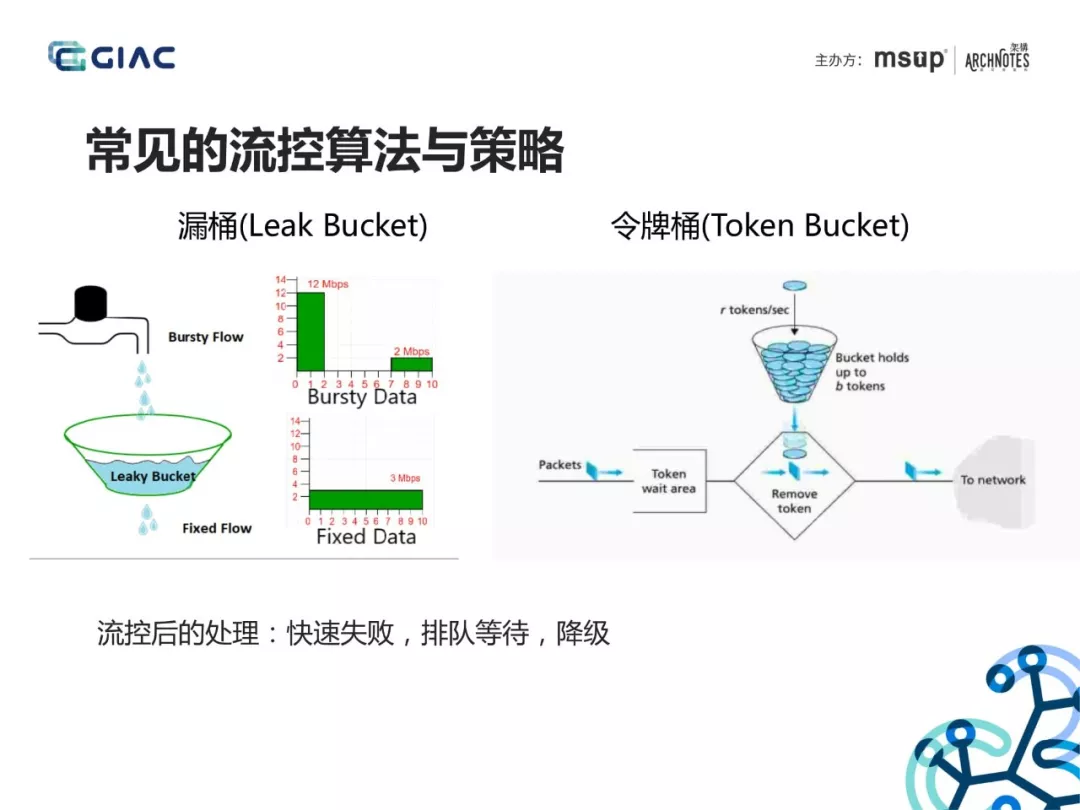 GIAC
主办方：
msup
架構
ARCHNOTES
常见的流控算法与策略
漏桶(Leak Bucket)
令牌桶(Token Bucket)
Bursty Flow
Leaky Bucket
Fixed Flow
14
12
10
8
6
4
2
12 Mbps
2 Mbps
0 1 2 3 4 5 6 7 8 9 10
Bursty Data
14
12
10
8
6
4
2
3 Mbps
0 1 2 3 4 5 6 7 8 9 10
Fixed Data
r tokens/sec
Bucket holds
up to
b tokens
Packets
Token
wait area
Remove
token
To network
流控后的处理：快速失败，排队等待，降级